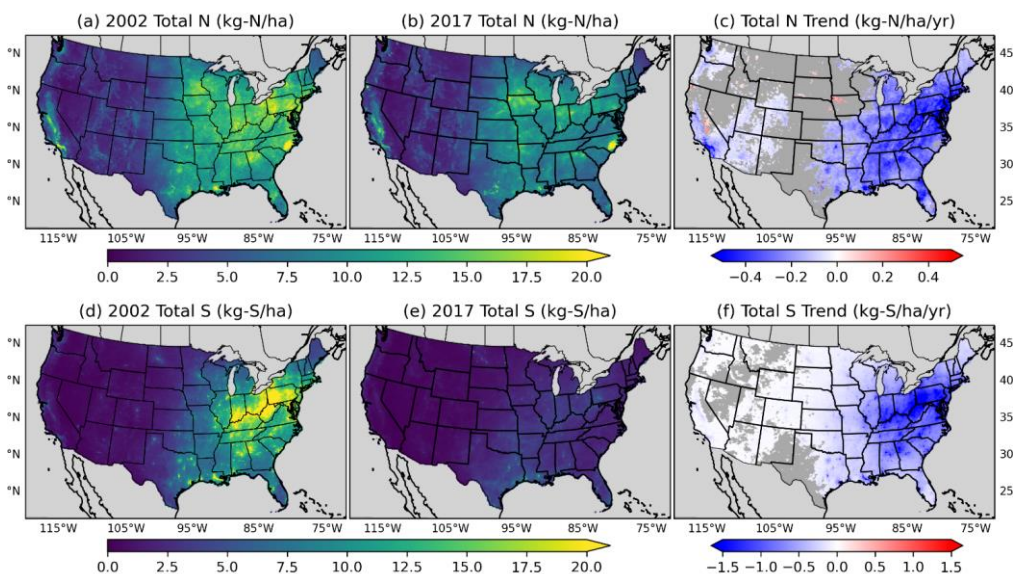 (a) 2002 Total N (kg-N/ha) (b) 2017 Total N (kg-N/ha) (c) Total N Trend (kg-N/ha/yr)
°N 45
°N 40
°N 35
°N 30
°N 25
115°W 105°W 95°W 85°W 75°W 115°W 105°W 95°W 85°W 75°W 115°W 105°W 95°W 85°W 75°W
0.0 2.5 5.0 7.5 10.0 12.5 15.0 17.5 20.0 −0.4 −0.2 0.0 0.2 0.4
(d) 2002 Total S (kg-S/ha) (e) 2017 Total S (kg-S/ha) (f) Total S Trend (kg-S/ha/yr)
°N 45
°N 40
°N 35
°N 30
°N 25
115°W 105°W 95°W 85°W 75°W 115°W 105°W 95°W 85°W 75°W 115°W 105°W 95°W 85°W 75°W
0.0 2.5 5.0 7.5 10.0 12.5 15.0 17.5 20.0 −1.5 −1.0 −0.5 0.0 0.5 1.0 1.5